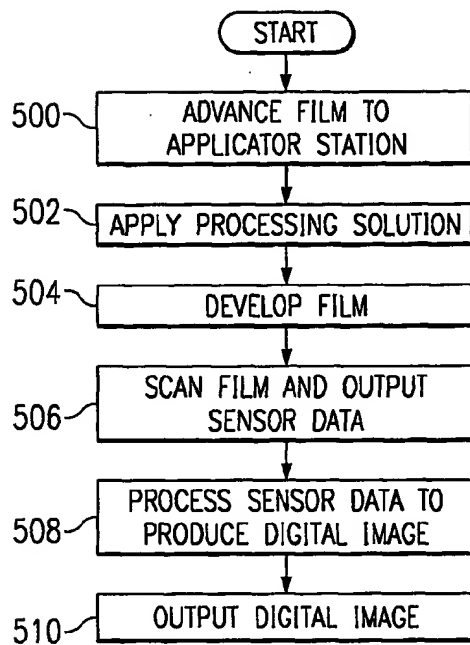 START
500
ADVANCE FILM TO
APPLICATOR STATION
502
APPLY PROCESSING SOLUTION
504
DEVELOP FILM
506
SCAN FILM AND OUTPUT
SENSOR DATA
508
PROCESS SENSOR DATA TO
PRODUCE DIGITAL IMAGE
510
OUTPUT DIGITAL IMAGE